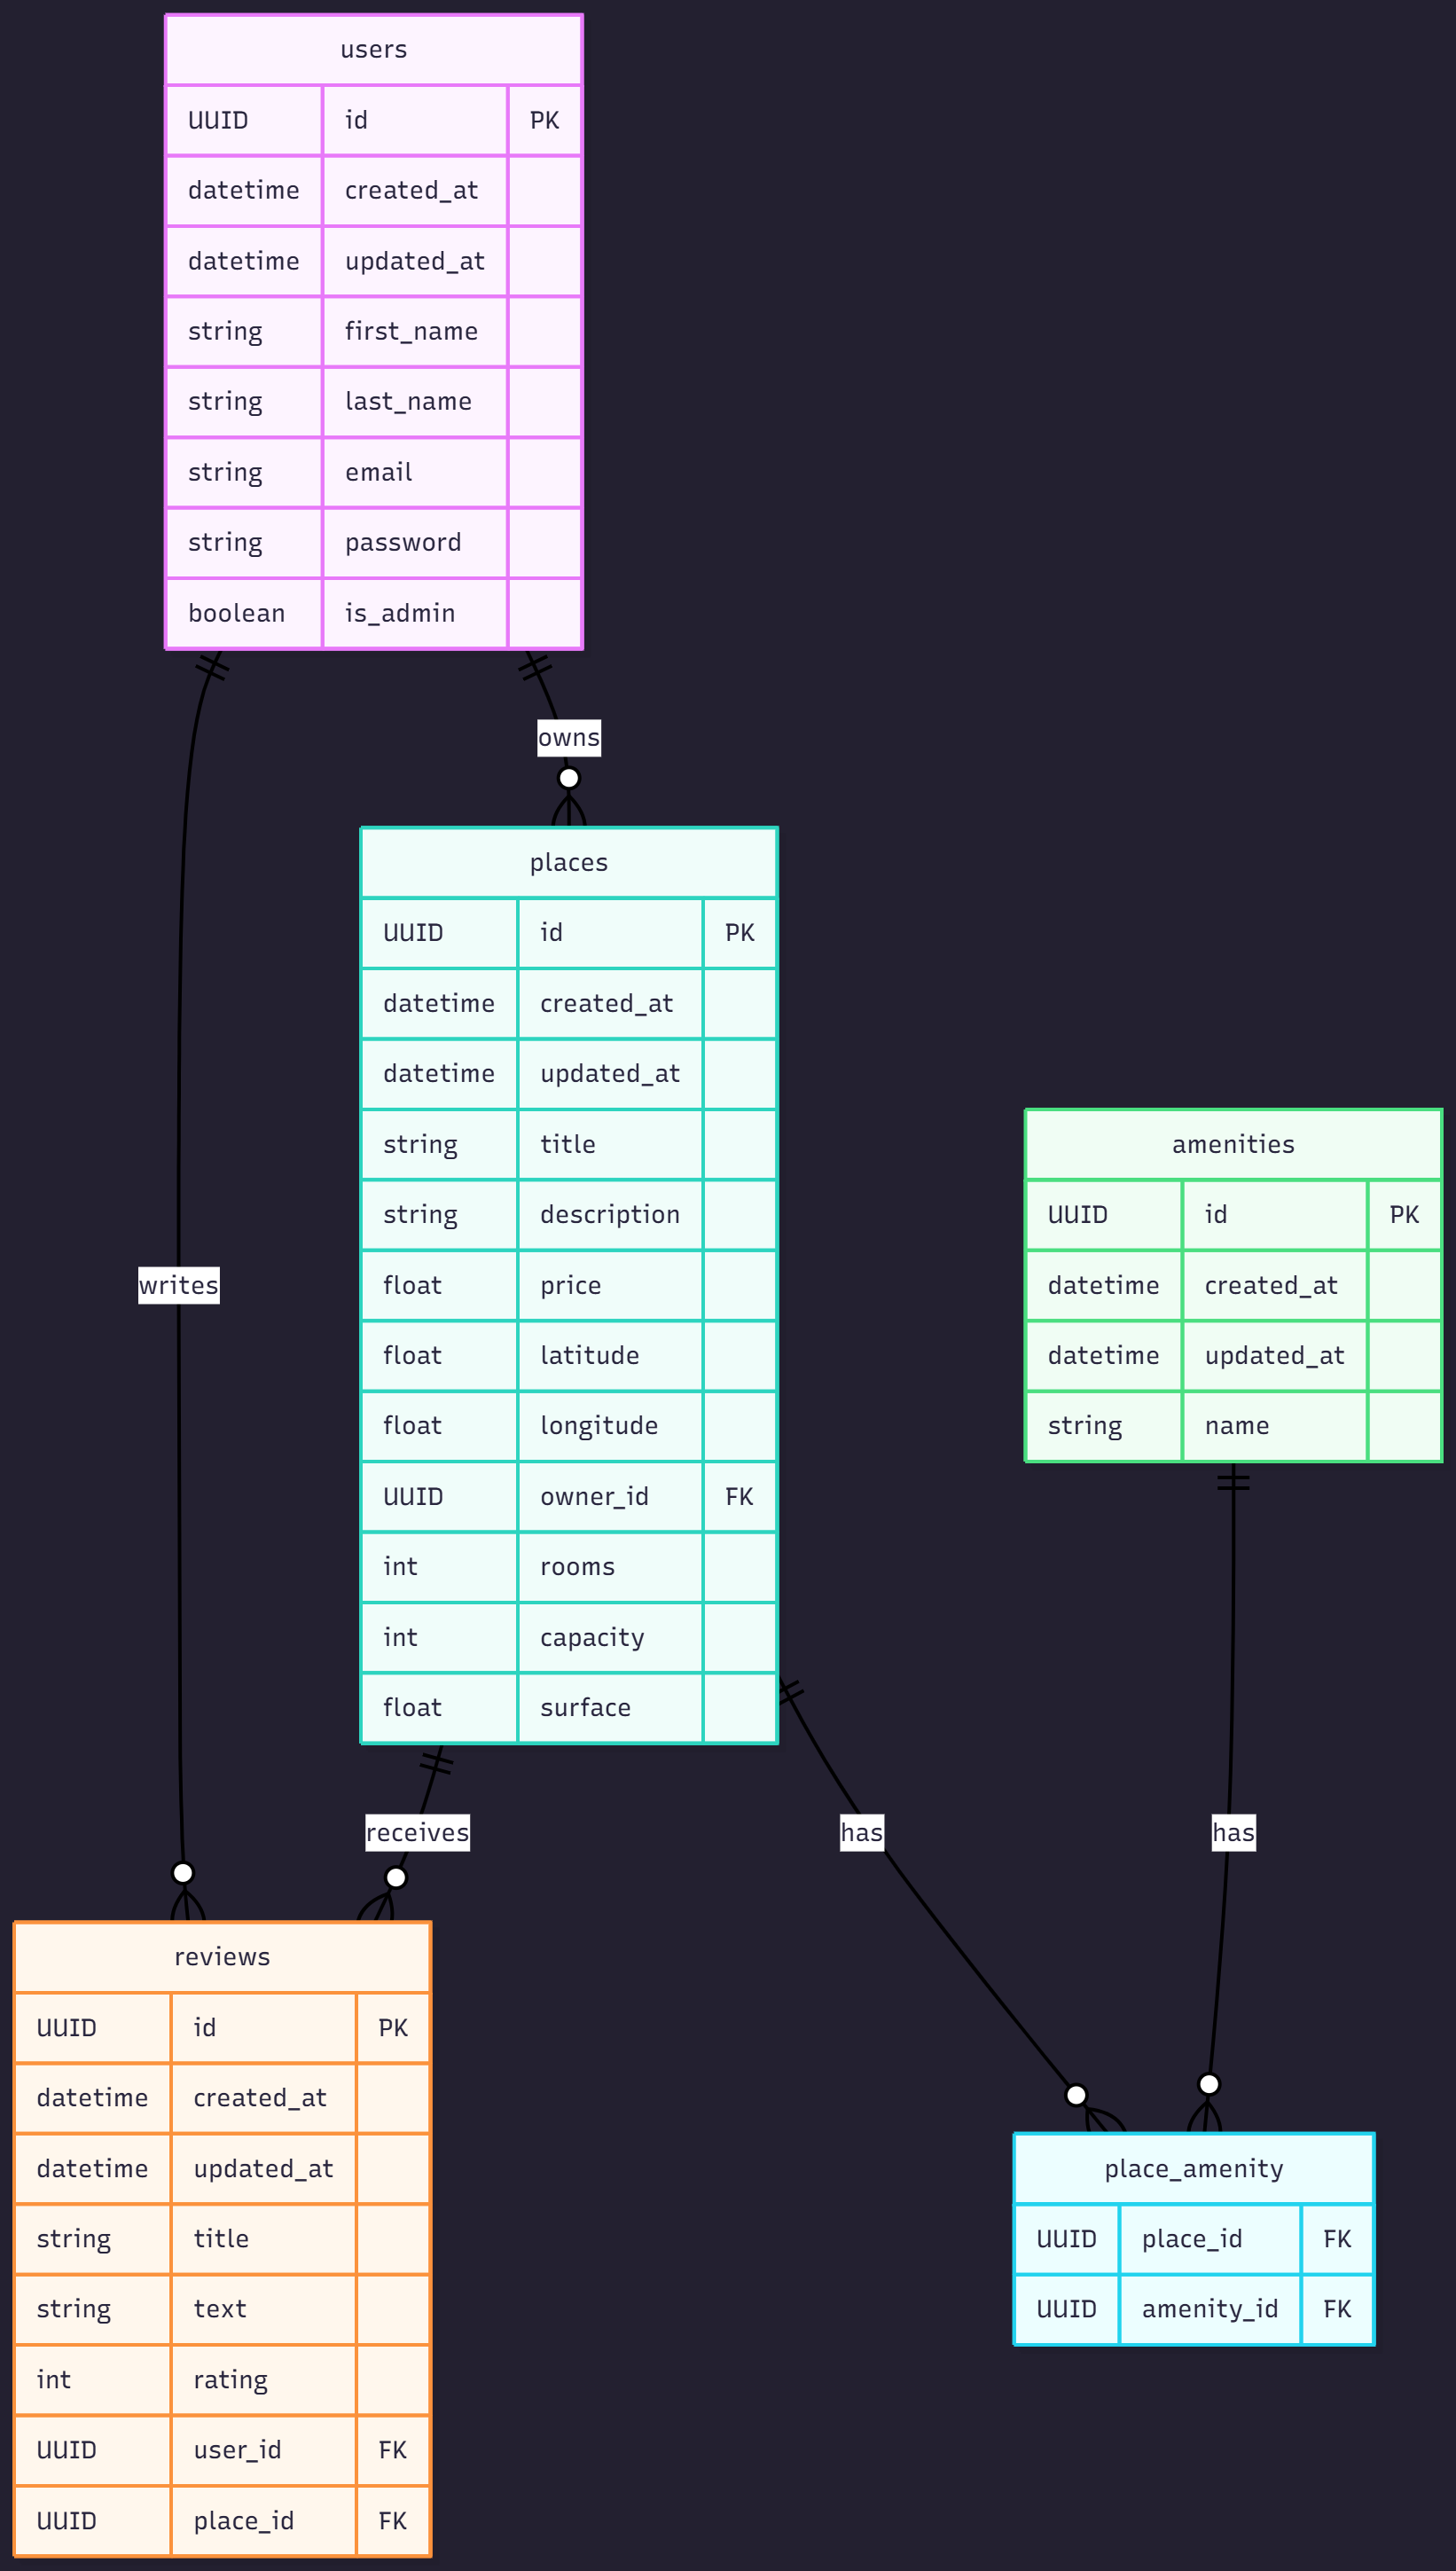 users
UUID id PK
datetime created_at
datetime updated_at
string first_name
string last_name
string email
string password
boolean is_admin
owns
places
UUID id PK
datetime created_at
datetime updated_at
string title
string description
float price
float latitude
float longitude
UUID owner_id FK
int rooms
int capacity
float surface
amenities
UUID id PK
datetime created_at
datetime updated_at
string name
writes
receives
has
has
reviews
UUID id PK
datetime created_at
datetime updated_at
string title
string text
int rating
UUID user_id FK
UUID place_id FK
place_amenity
UUID place_id FK
UUID amenity_id FK